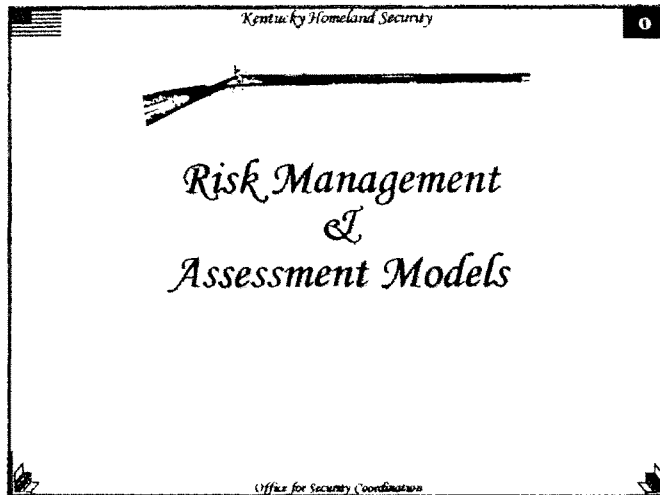 Kentucky Homeland Security
0
Risk Management
&
Assessment Models
Office for Security Coordination